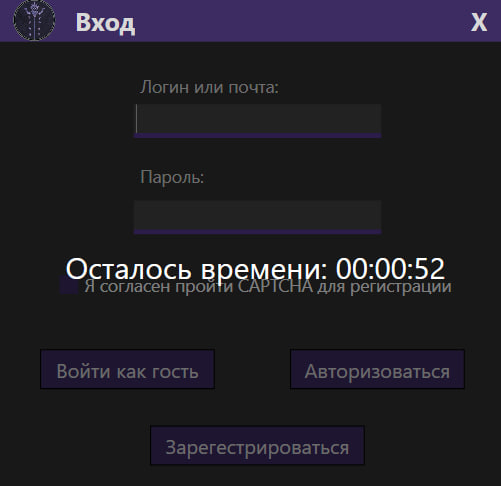 Вход
X
Логин или почта:
Пароль:
Осталось времени: 00:00:52
Я согласен пройти CAPTCHA для регистрации
Войти как гость
Авторизоваться
Зарегестрироваться